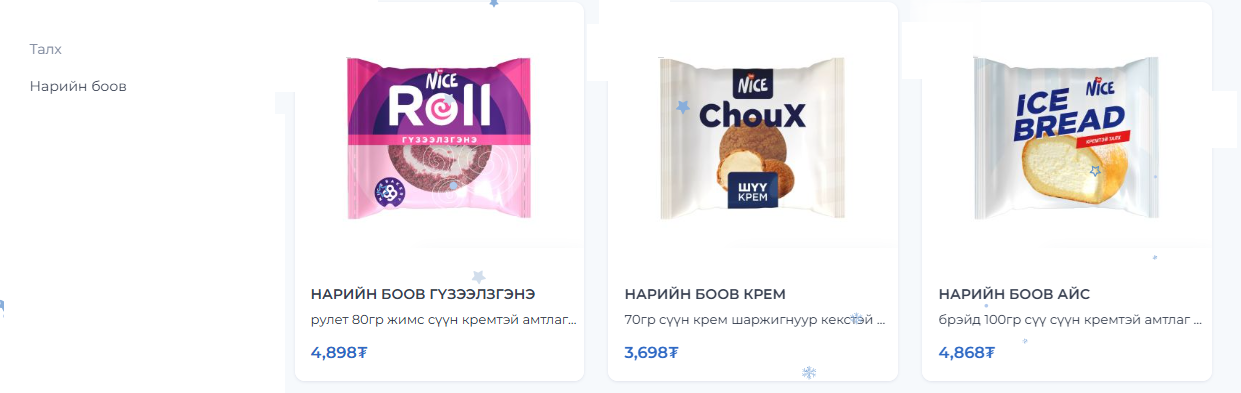 Талх
Нарийн боов
NICE
Roll
ГҮЗЭЭЛЗГЭНЭ
НАРИЙН БООВ ГҮЗЭЭЛЗГЭНЭ
рулет 80гр жимс сүүн кремтэй амтлаг...
4,898₮
NICE
ChouX
ШУУ
КРЕМ
НАРИЙН БООВ КРЕМ
70гр сүүн крем шаржигнуур кекстэй ...
3,698₮
NICE
ICE
BREAD
КРЕМТЭЙ ТАЛХ
НАРИЙН БООВ АЙС
брэйд 100гр сүү сүүн кремтэй амтлаг ...
4,868₮